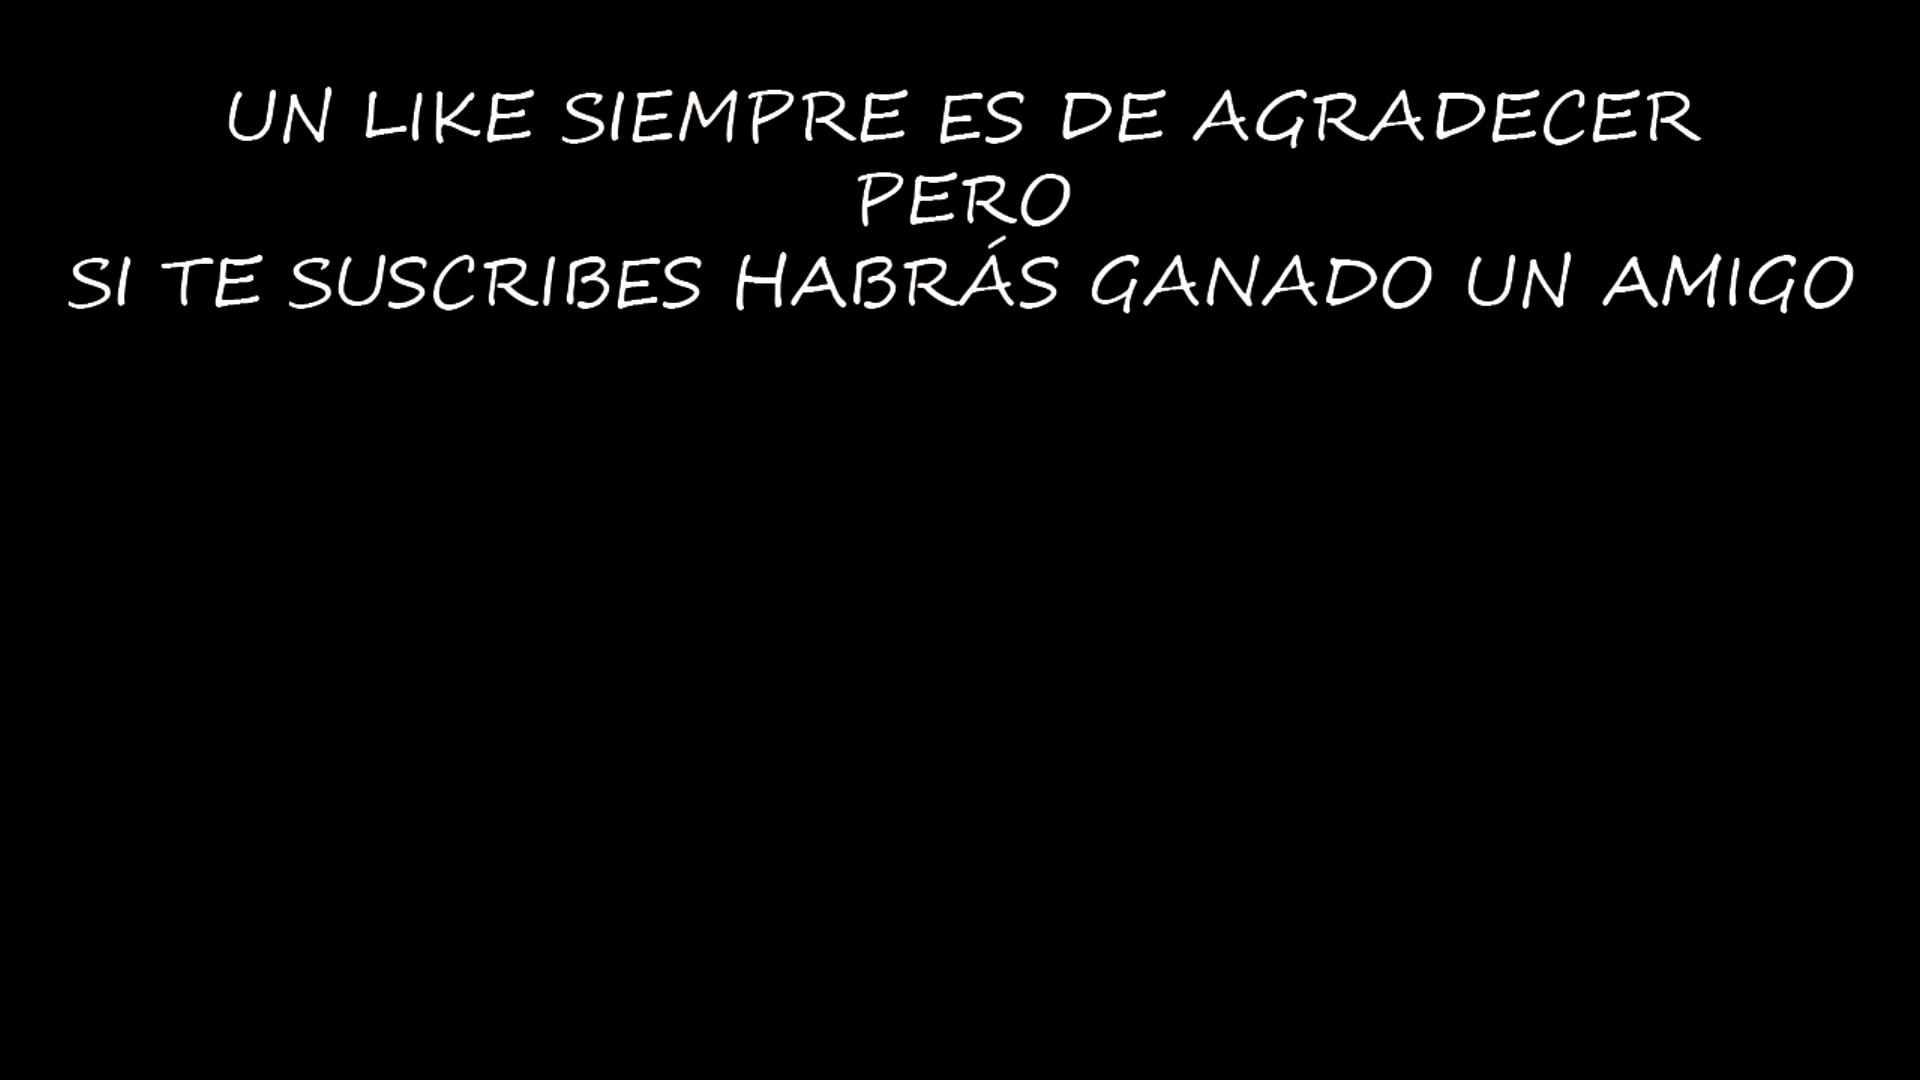 UN LIKE SIEMPRE ES DE AGRADECER
PERO
SI TE SUSCRIBES HABRÁS GANADO UN AMIGO